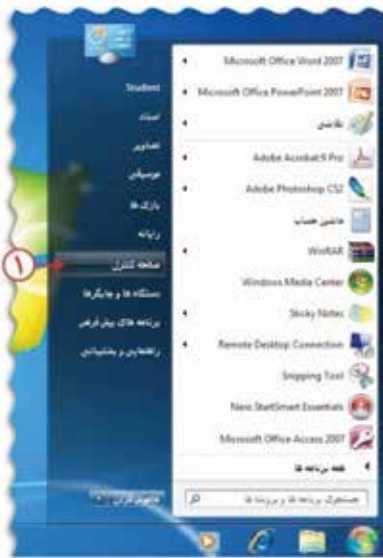 Microsoft Office Word 2007
Microsoft Office PowerPoint 2007
نقاشی
Adobe Acrobat 9 Pro
Adobe Photoshop CS2
ماشین حساب
WinRAR
Windows Media Center
Sticky Notes
Remote Desktop Connection
Snipping Tool
Nero StartSmart Essentials
Microsoft Office Access 2007
همه برنامه ها
جستجوی برنامه ها و پرونده ها
Student
اسناد
تصاویر
موسیقی
بازی ها
رایانه
صفحه کنترل
دستگاه ها و چاپگرها
برنامه های پیش فرض
راهنمایی و پشتیبانی
۱